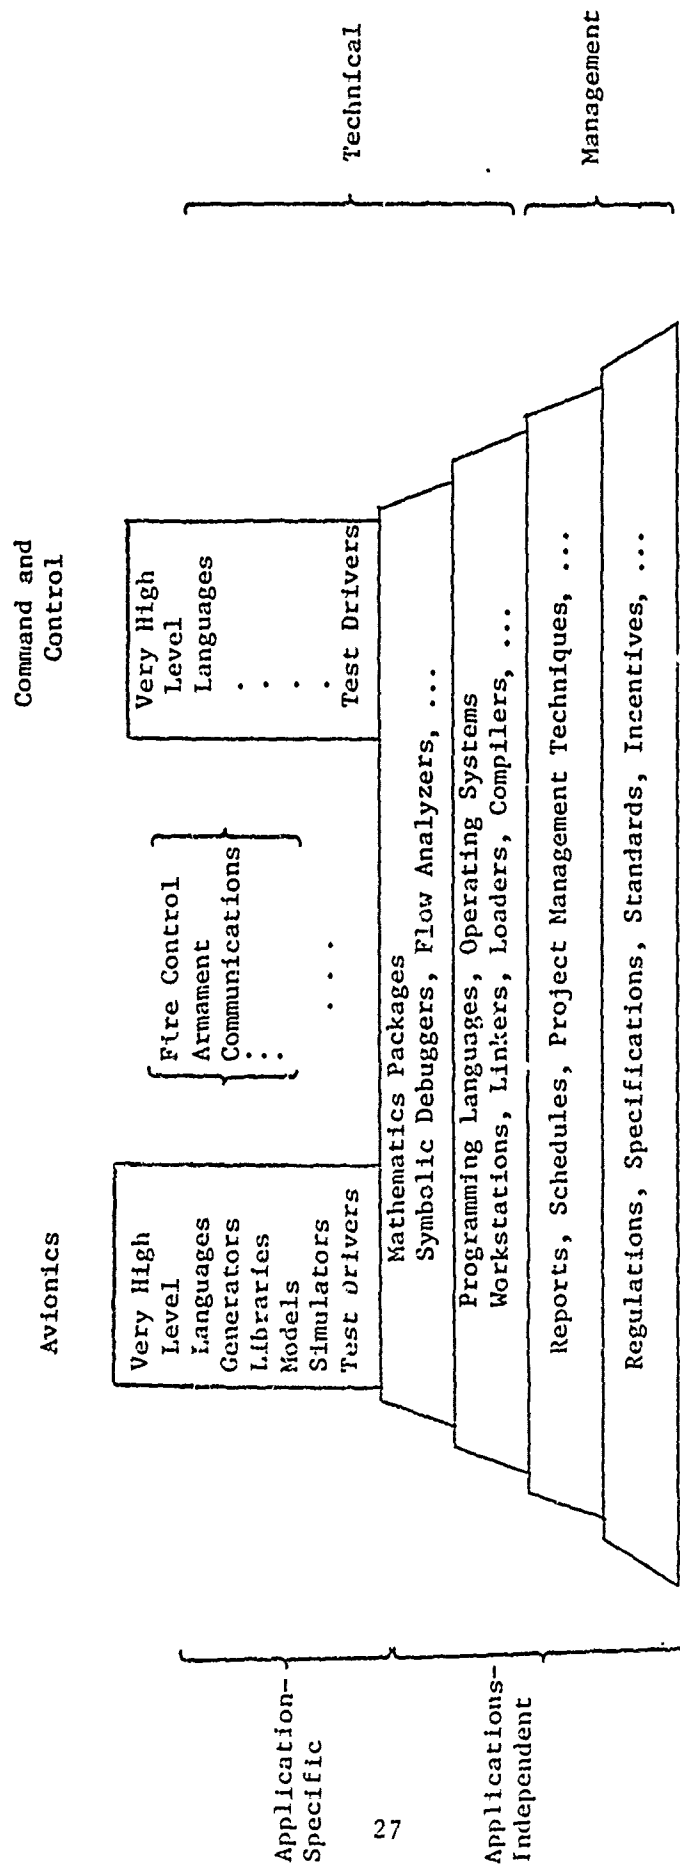 Avionics
Command and
Control
Very High
Level
Languages
Generators
Libraries
Models
Simulators
Test Drivers
Fire Control
Armament
Communications
...
. . .
Very High
Level
Languages
.
.
.
.
Test Drivers
Mathematics Packages
Symbolic Debuggers, Flow Analyzers, ...
Programming Languages, Operating Systems
Workstations, Linkers, Loaders, Compilers, ...
Reports, Schedules, Project Management Techniques, ...
Regulations, Specifications, Standards, Incentives, ...
Application-
Specific
Applications-
Independent
Technical
Management
27